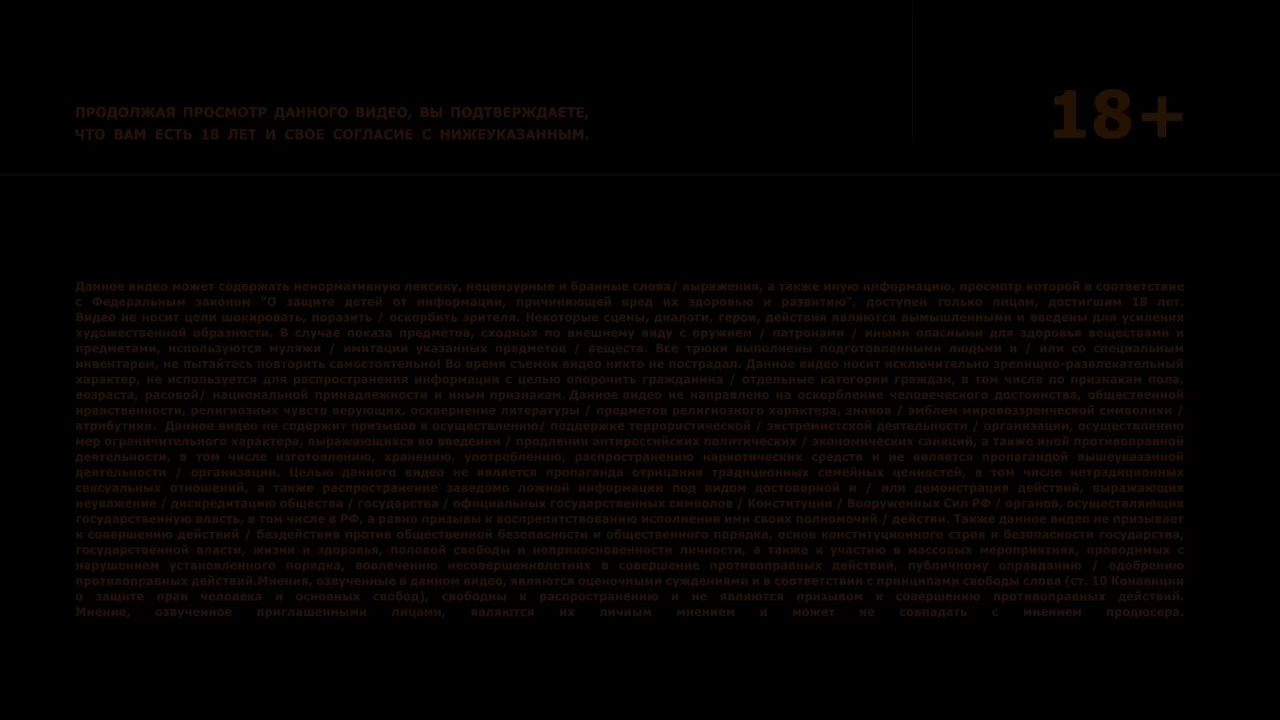 ПРОДОЛЖАЯ ПРОСМОТР ДАННОГО ВИДЕО, ВЫ ПОДТВЕРЖДАЕТЕ,
ЧТО ВАМ ЕСТЬ 18 ЛЕТ И СВОЕ СОГЛАСИЕ С НИЖЕУКАЗАННЫМ.
18+
Данное видео может содержать ненормативную лексику, нецензурные и бранные слова/ выражения, а также иную информацию, просмотр которой в соответствие
с Федеральным законом "О защите детей от информации, причиняющей вред их здоровью и развитию", доступен только лицам, достигшим 18 лет.
Видео не носит цели шокировать, поразить / оскорбить зрителя. Некоторые сцены, диалоги, герои, действия являются вымышленными и введены для усиления
художественной образности. В случае показа предметов, сходных по внешнему виду с оружием / патронами / иными опасными для здоровья веществами и
предметами, используются муляжи / имитации указанных предметов / веществ. Все трюки выполнены подготовленными людьми и / или со специальным
инвентарем, не пытайтесь повторить самостоятельно! Во время съемок видео никто не пострадал. Данное видео носит исключительно зрелищно-развлекательный
характер, не используется для распространения информации с целью опорочить гражданина / отдельные категории граждан, в том числе по признакам пола,
возраста, расовой/ национальной принадлежности и иным признакам. Данное видео не направлено на оскорбление человеческого достоинства, общественной
нравственности, религиозных чувств верующих, осквернение литературы / предметов религиозного характера, знаков / эмблем мировоззренческой символики /
атрибутики. Данное видео не содержит призывов к осуществлению/ поддержке террористической / экстремистской деятельности / организации, осуществлению
мер ограничительного характера, выражающихся во введении / продления антироссийских политических / экономических санкций, а также иной противоправной
деятельности, в том числе изготовлению, хранению, употреблению, распространению наркотических средств и не является пропагандой вышеуказанной
деятельности / организации. Целью данного видео не является пропаганда отрицания традиционных семейных ценностей, в том числе нетрадиционных
сексуальных отношений, а также распространение заведомо ложной информации под видом достоверной и / или демонстрация действий, выражающих
неуважение / дискредитацию общества / государства / официальных государственных символов / Конституции / Вооруженных Сил РФ / органов, осуществляющих
государственную власть, в том числе в РФ, а равно призывы к воспрепятствованию исполнения ими своих полномочий / действи. Также данное видео не призывает
к совершению действий / бездействия против общественной безопасности и общественного порядка, основ конституционного строя и безопасности государства,
государственной власти, жизни и здоровья, половой свободы и неприкосновенности личности, а также к участию в массовых мероприятиях, проводимых с
нарушением установленного порядка, вовлечению несовершеннолетних в совершение противоправных действий, публичному оправданию / одобрению
противоправных действий.Мнения, озвученные в данном видео, являются оценочными суждениями и в соответствии с принципами свободы слова (ст. 10 Конвенции
о защите прав человека и основных свобод), свободны к распространению и не являются призывом к совершению противоправных действий.
Мнение, озвученное приглашенными лицами, являются их личным мнением и может не совпадать с мнением продюсера.